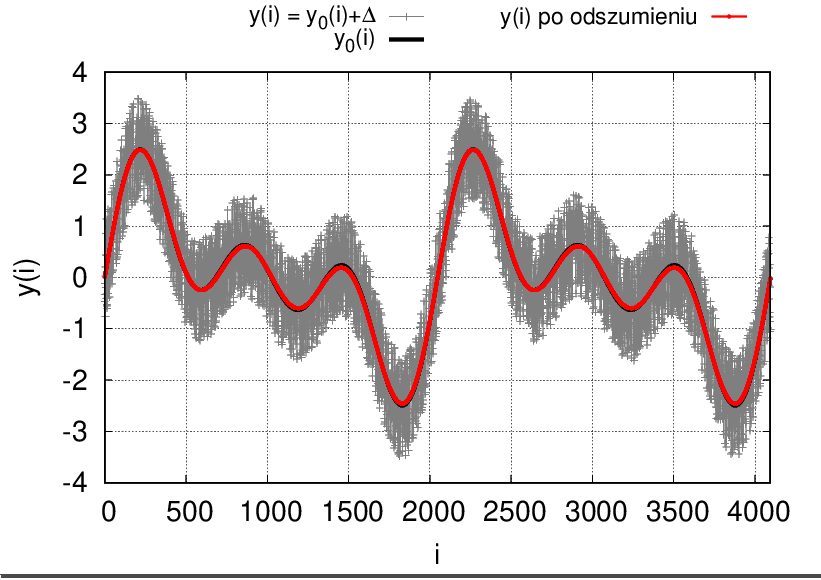 y(i) = y₀(i)+Δ
y₀(i)
y(i) po odszumieniu
4
3
2
1
0
-1
-2
-3
-4
y(i)
0 500 1000 1500 2000 2500 3000 3500 4000
i